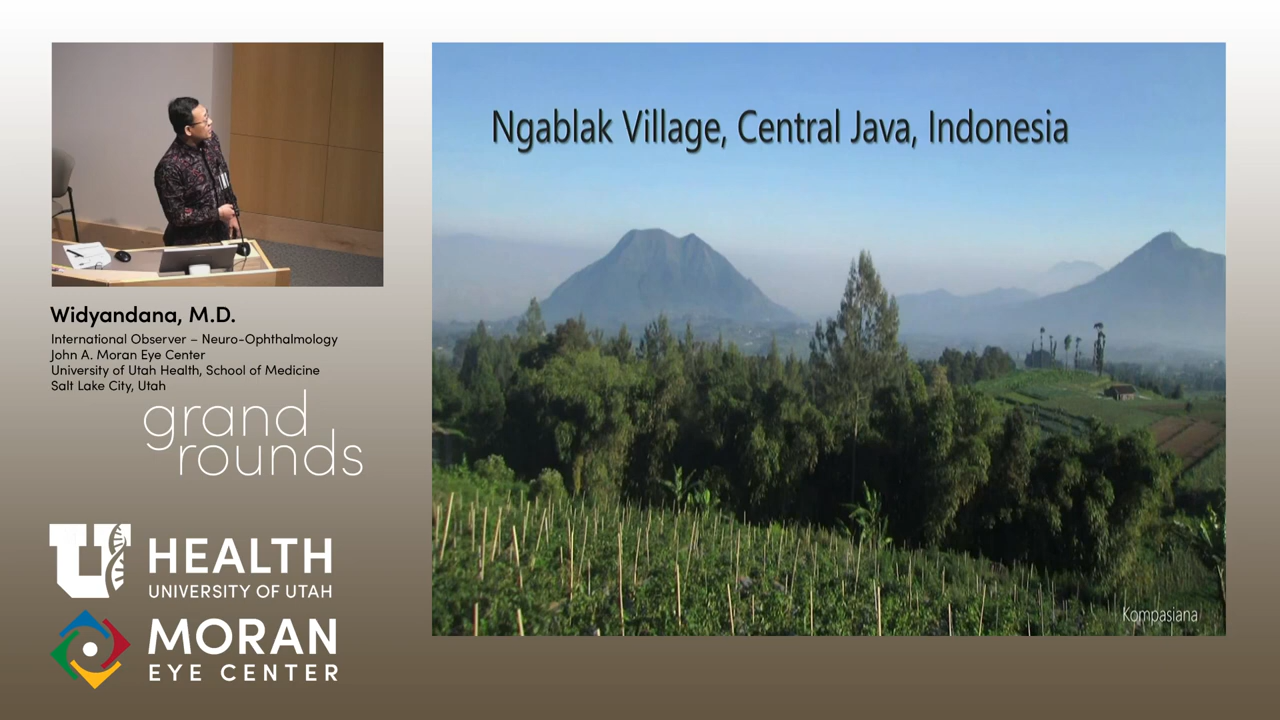 Ngablak Village, Central Java, Indonesia
Kompasiana
Widyandana, M.D.
International Observer – Neuro-Ophthalmology
John A. Moran Eye Center
University of Utah Health, School of Medicine
Salt Lake City, Utah
grand
rounds
U HEALTH
UNIVERSITY OF UTAH
MORAN
EYE CENTER